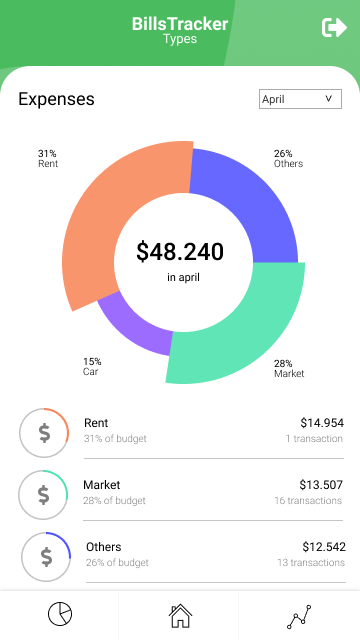 BillsTracker
Types
Expenses
April
31%
Rent
26%
Others
$48.240
in april
15%
Car
28%
Market
$
Rent
$14.954
31% of budget
1 transaction
$
Market
$13.507
28% of budget
16 transactions
$
Others
$12.542
26% of budget
13 transactions